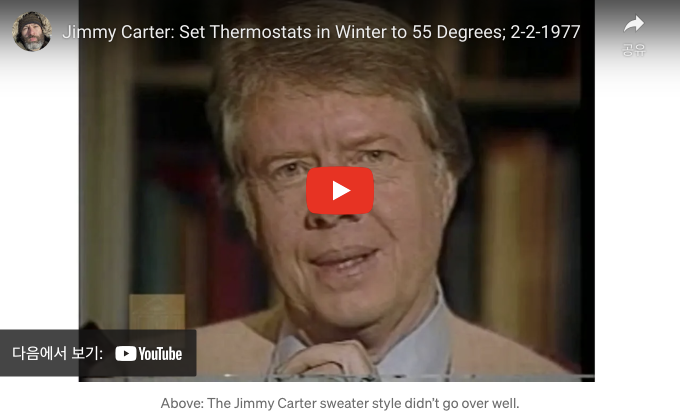 Jimmy Carter: Set Thermostats in Winter to 55 Degrees; 2-2-1977
공유
다음에서 보기: YouTube
Above: The Jimmy Carter sweater style didn't go over well.